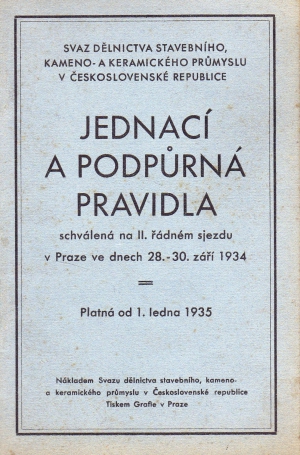 SVAZ DĚLNICTVA STAVEBNÍHO,
KAMENO- A KERAMICKÉHO PRŮMYSLU
V ČESKOSLOVENSKÉ REPUBLICE
JEDNACÍ
A PODPŮRNÁ
PRAVIDLA
schválená na II. řádném sjezdu
v Praze ve dnech 28.-30. září 1934
Platná od 1. ledna 1935
Nákladem Svazu dělnictva stavebního, kameno-
a keramického průmyslu v Československé republice
Tiskem Grafie v Praze